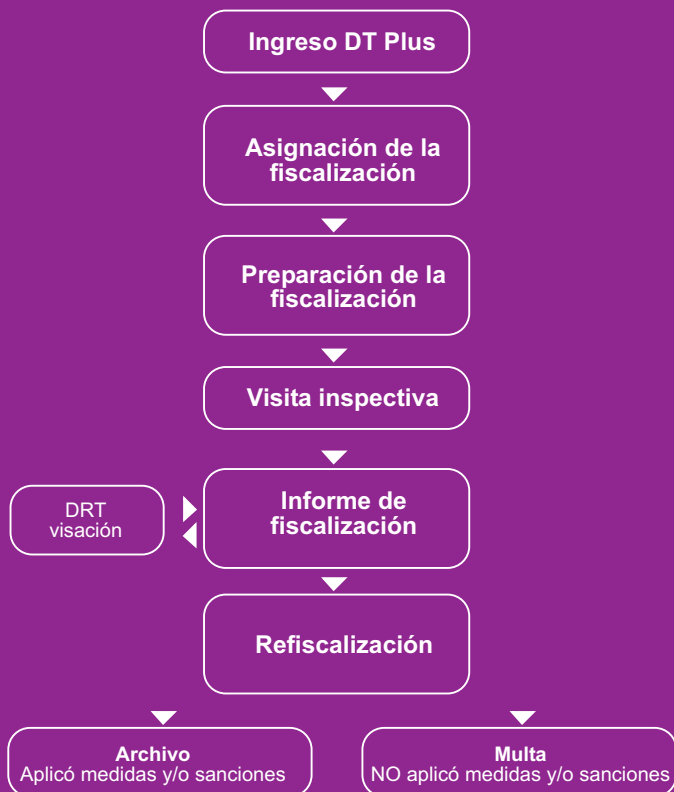 Ingreso DT Plus
Asignación de la
fiscalización
Preparación de la
fiscalización
Visita inspectiva
DRT
visación
Informe de
fiscalización
Refiscalización
Archivo
Aplicó medidas y/o sanciones
Multa
NO aplicó medidas y/o sanciones